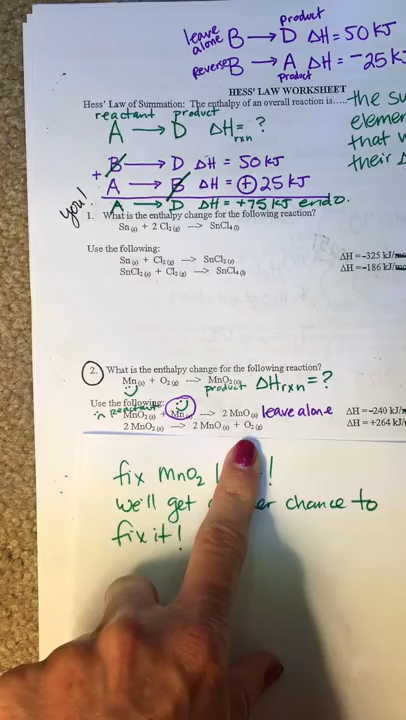 product
leave alone B → D ΔH = 50 kJ
reverse B → A ΔH = -25 kJ
product
HESS' LAW WORKSHEET
Hess' Law of Summation: The enthalpy of an overall reaction is.....the su
elemen
that w
their Δ
reactant product
A → D ΔHrxn = ?
+ B → D ΔH = 50 kJ
A → B ΔH = + 25 kJ
you! A → D ΔH = +75 kJ endo.
1. What is the enthalpy change for the following reaction?
Sn (s) + 2 Cl2 (g) ---> SnCl4 (l)
Use the following:
Sn (s) + Cl2 (g) ---> SnCl2 (s) ΔH = -325 kJ/
SnCl2 (s) + Cl2 (g) ---> SnCl4 (l) ΔH = -186 kJ/
2. What is the enthalpy change for the following reaction?
Mn (s) + O2 (g) ---> MnO2 (s)
product ΔHrxn = ?
Use the following:
in reactant
MnO2 (s) + Mn (s) ---> 2 MnO (s) leave alone ΔH = -240 kJ/
2 MnO2 (s) ---> 2 MnO (s) + O2 (g) ΔH = +264 kJ/
fix MnO2 !
we'll get chance to
fix it!